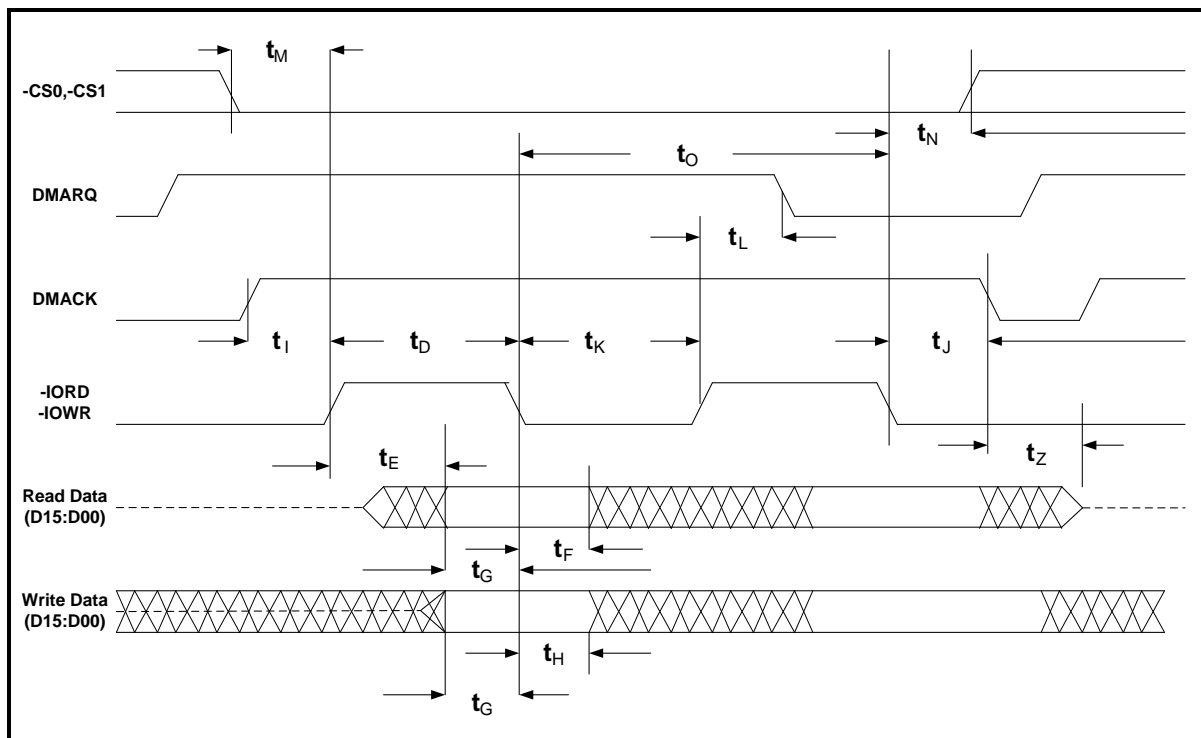 tM
-CS0,-CS1
tN
tO
DMARQ
tL
DMACK
tI
tD
tK
tJ
-IORD
-IOWR
tE
tZ
Read Data
(D15:D00)
tF
tG
Write Data
(D15:D00)
tH
tG